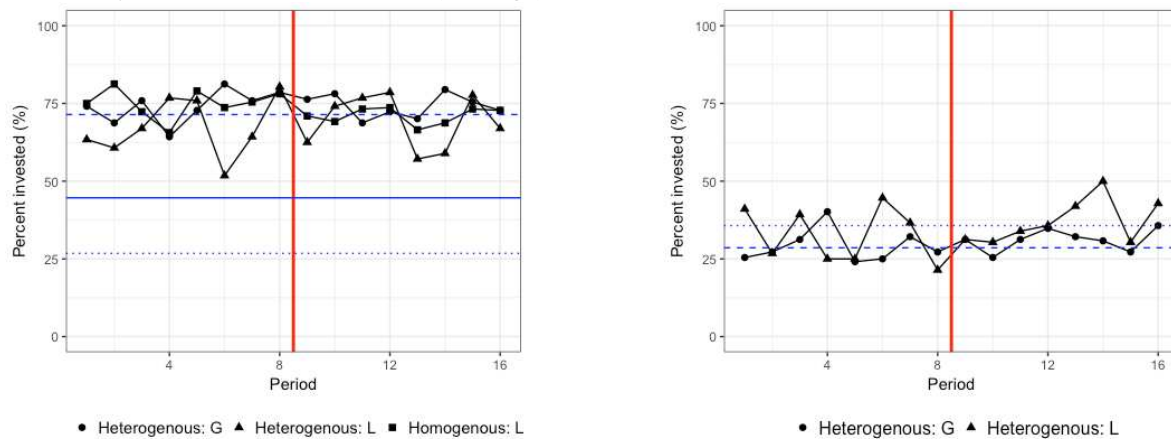 100
75
50
25
0
Percent invested (%)
4
8
12
16
Period
Heterogenous: G
Heterogenous: L
Homogenous: L
100
75
50
25
0
Percent invested (%)
4
8
12
16
Period
Heterogenous: G
Heterogenous: L